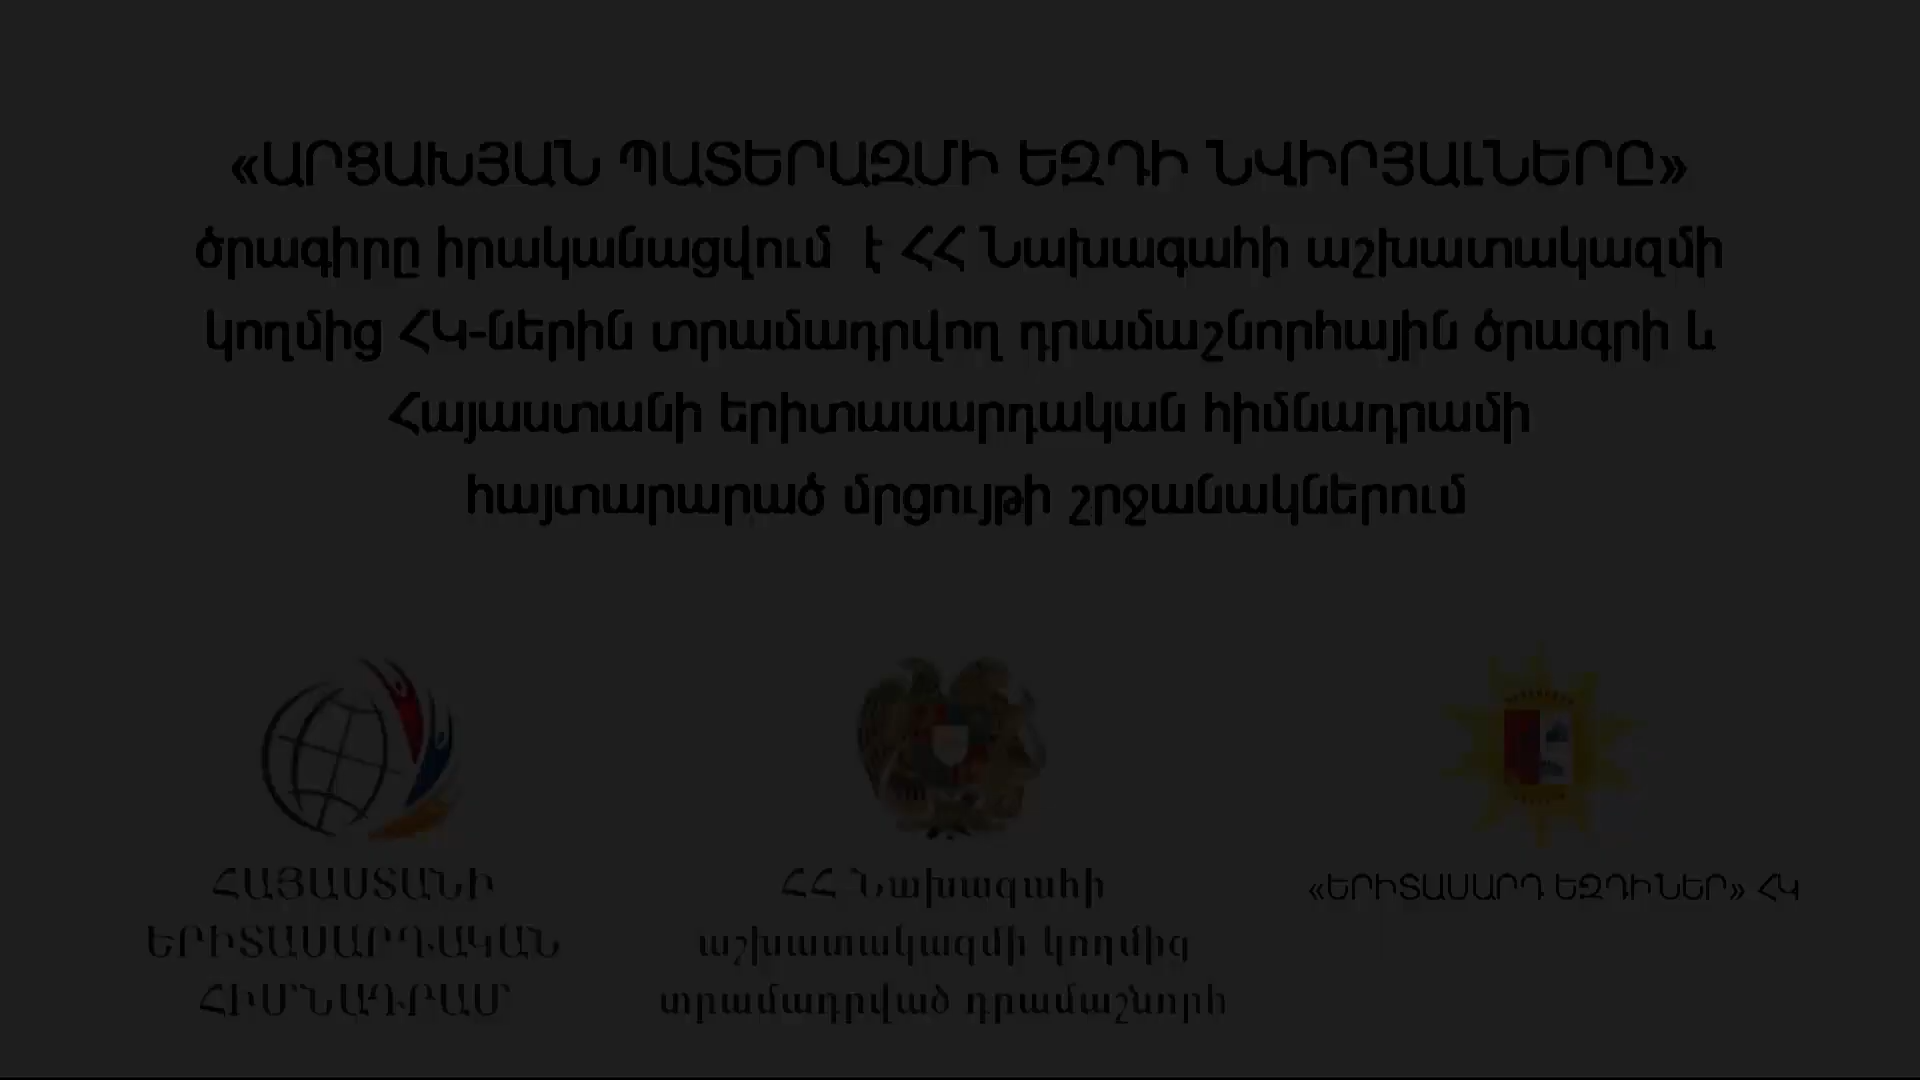 «ԱՐՑԱԽՅԱՆ ՊԱՏԵՐԱԶՄԻ ԵԶԴԻ ՆՎԻՐՅԱԼՆԵՐԸ»
ծրագիրը իրականացվում է ՀՀ Նախագահի աշխատակազմի
կողմից ՀԿ-ներին տրամադրվող դրամաշնորհային ծրագրի և
Հայաստանի երիտասարդական հիմնադրամի
հայտարարած մրցույթի շրջանակներում
ՀԱՅԱՍՏԱՆԻ
ԵՐԻՏԱՍԱՐԴԱԿԱՆ
ՀԻՄՆԱԴՐԱՄ
ՀՀ Նախագահի
աշխատակազմի կողմից
տրամադրված դրամաշնորհ
«ԵՐԻՏԱՍԱՐԴ ԵԶԴԻՆԵՐ» ՀԿ